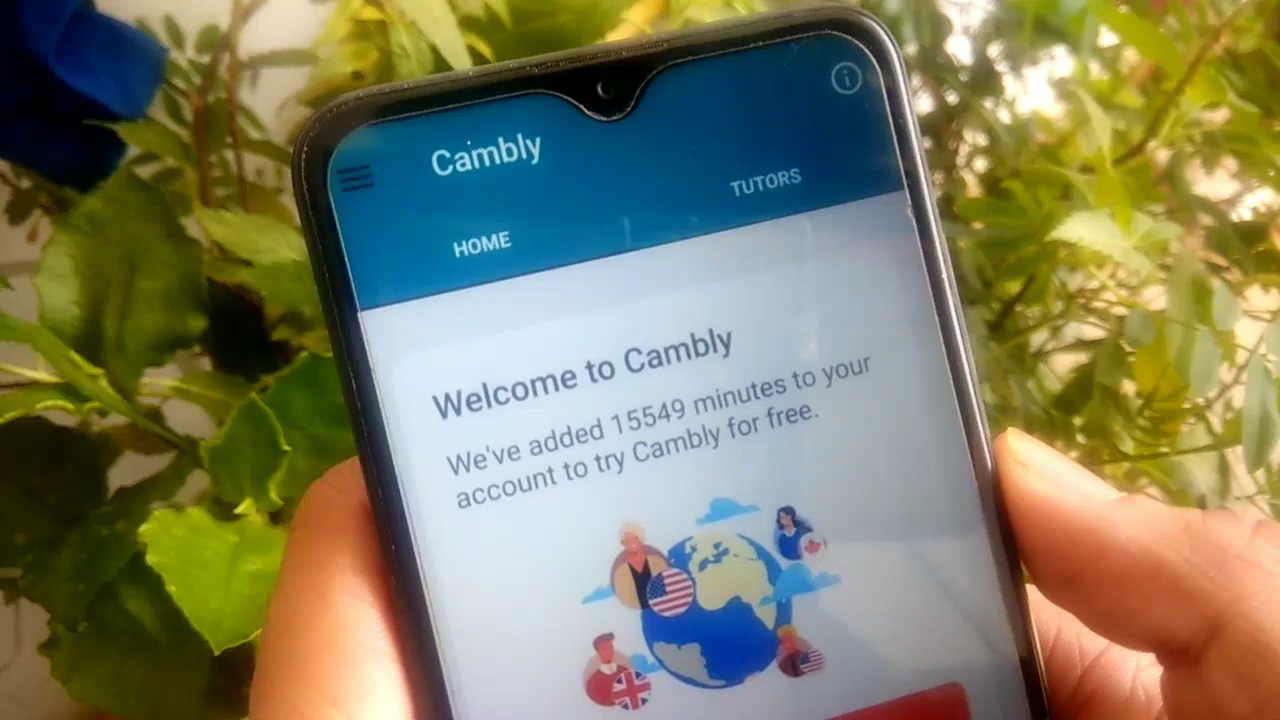 Cambly
TUTORS
HOME
Welcome to Cambly
We've added 15549 minutes to your
account to try Cambly for free.